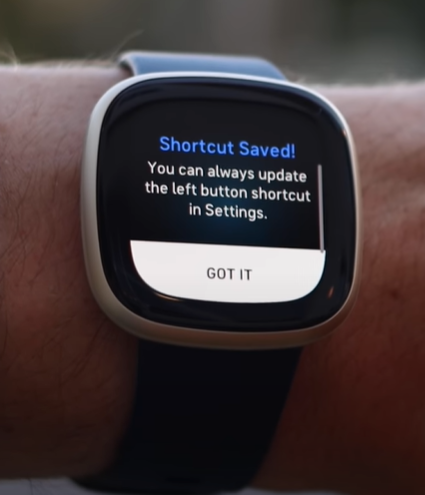 Shortcut Saved!
You can always update
the left button shortcut
in Settings.
GOT IT